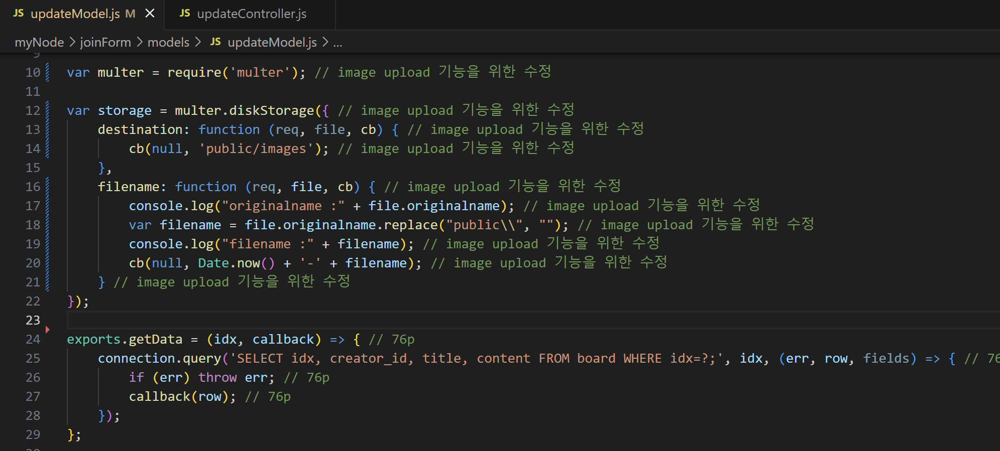 JS updateModel.js M × JS updateController.js
myNode > joinForm > models > JS updateModel.js > ...
9
10 var multer = require('multer'); // image upload 기능을 위한 수정
11
12 var storage = multer.diskStorage({ // image upload 기능을 위한 수정
13 destination: function (req, file, cb) { // image upload 기능을 위한 수정
14 cb(null, 'public/images'); // image upload 기능을 위한 수정
15 },
16 filename: function (req, file, cb) { // image upload 기능을 위한 수정
17 console.log("originalname :" + file.originalname); // image upload 기능을 위한 수정
18 var filename = file.originalname.replace("public\\", ""); // image upload 기능을 위한 수정
19 console.log("filename :" + filename); // image upload 기능을 위한 수정
20 cb(null, Date.now() + '-' + filename); // image upload 기능을 위한 수정
21 } // image upload 기능을 위한 수정
22 });
23
24 exports.getData = (idx, callback) => { // 76p
25 connection.query('SELECT idx, creator_id, title, content FROM board WHERE idx=?;', idx, (err, row, fields) => { // 76
26 if (err) throw err; // 76p
27 callback(row); // 76p
28 });
29 };